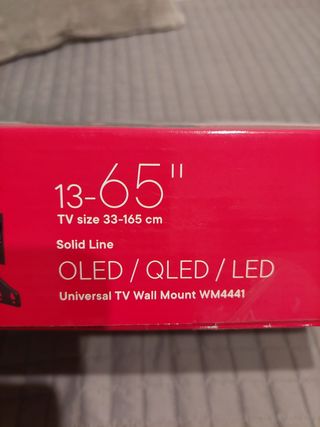 13-65"
TV size 33-165 cm
Solid Line
OLED / QLED / LED
Universal TV Wall Mount WM4441